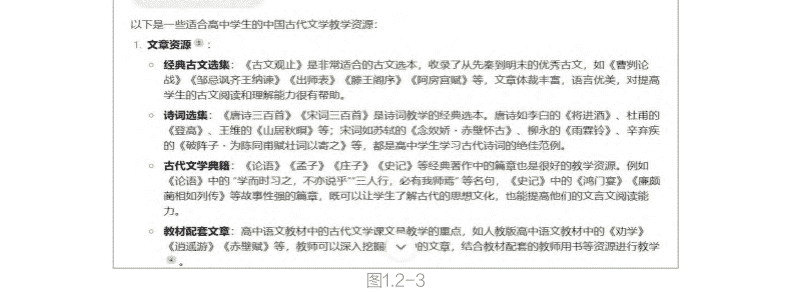 以下是一些适合高中学生的中国古代文学教学资源：
1. 文章资源：
经典古文选集：《古文观止》是非常适合的古文选本，收录了从先秦到明末的优秀古文，如《曹刿论
战》《邹忌讽齐王纳谏》《出师表》《滕王阁序》《阿房宫赋》等，文章体裁丰富，语言优美，对提高
学生的古文阅读和理解能力很有帮助。
诗词选集：《唐诗三百首》《宋词三百首》是诗词教学的经典选本。唐诗如李白的《将进酒》、杜甫的
《登高》、王维的《山居秋暝》等；宋词如苏轼的《念奴娇·赤壁怀古》、柳永的《雨霖铃》、辛弃疾
的《破阵子·为陈同甫赋壮词以寄之》等，都是高中学生学习古代诗词的绝佳范例。
古代文学典籍：《论语》《孟子》《庄子》《史记》等经典著作中的篇章也是很好的教学资源。例如
《论语》中的“学而时习之，不亦说乎”“三人行，必有我师焉”等名句，《史记》中的《鸿门宴》《廉颇
蔺相如列传》等故事性强的篇章，既可以让学生了解古代的思想文化，也能提高他们的文言文阅读能
力。
教材配套文章：高中语文教材中的古代文学课文是教学的重点，如人教版高中语文教材中的《劝学》
《逍遥游》《赤壁赋》等，教师可以深入挖掘的文章，结合教材配套的教师用书等资源进行教学
。
图1.2-3